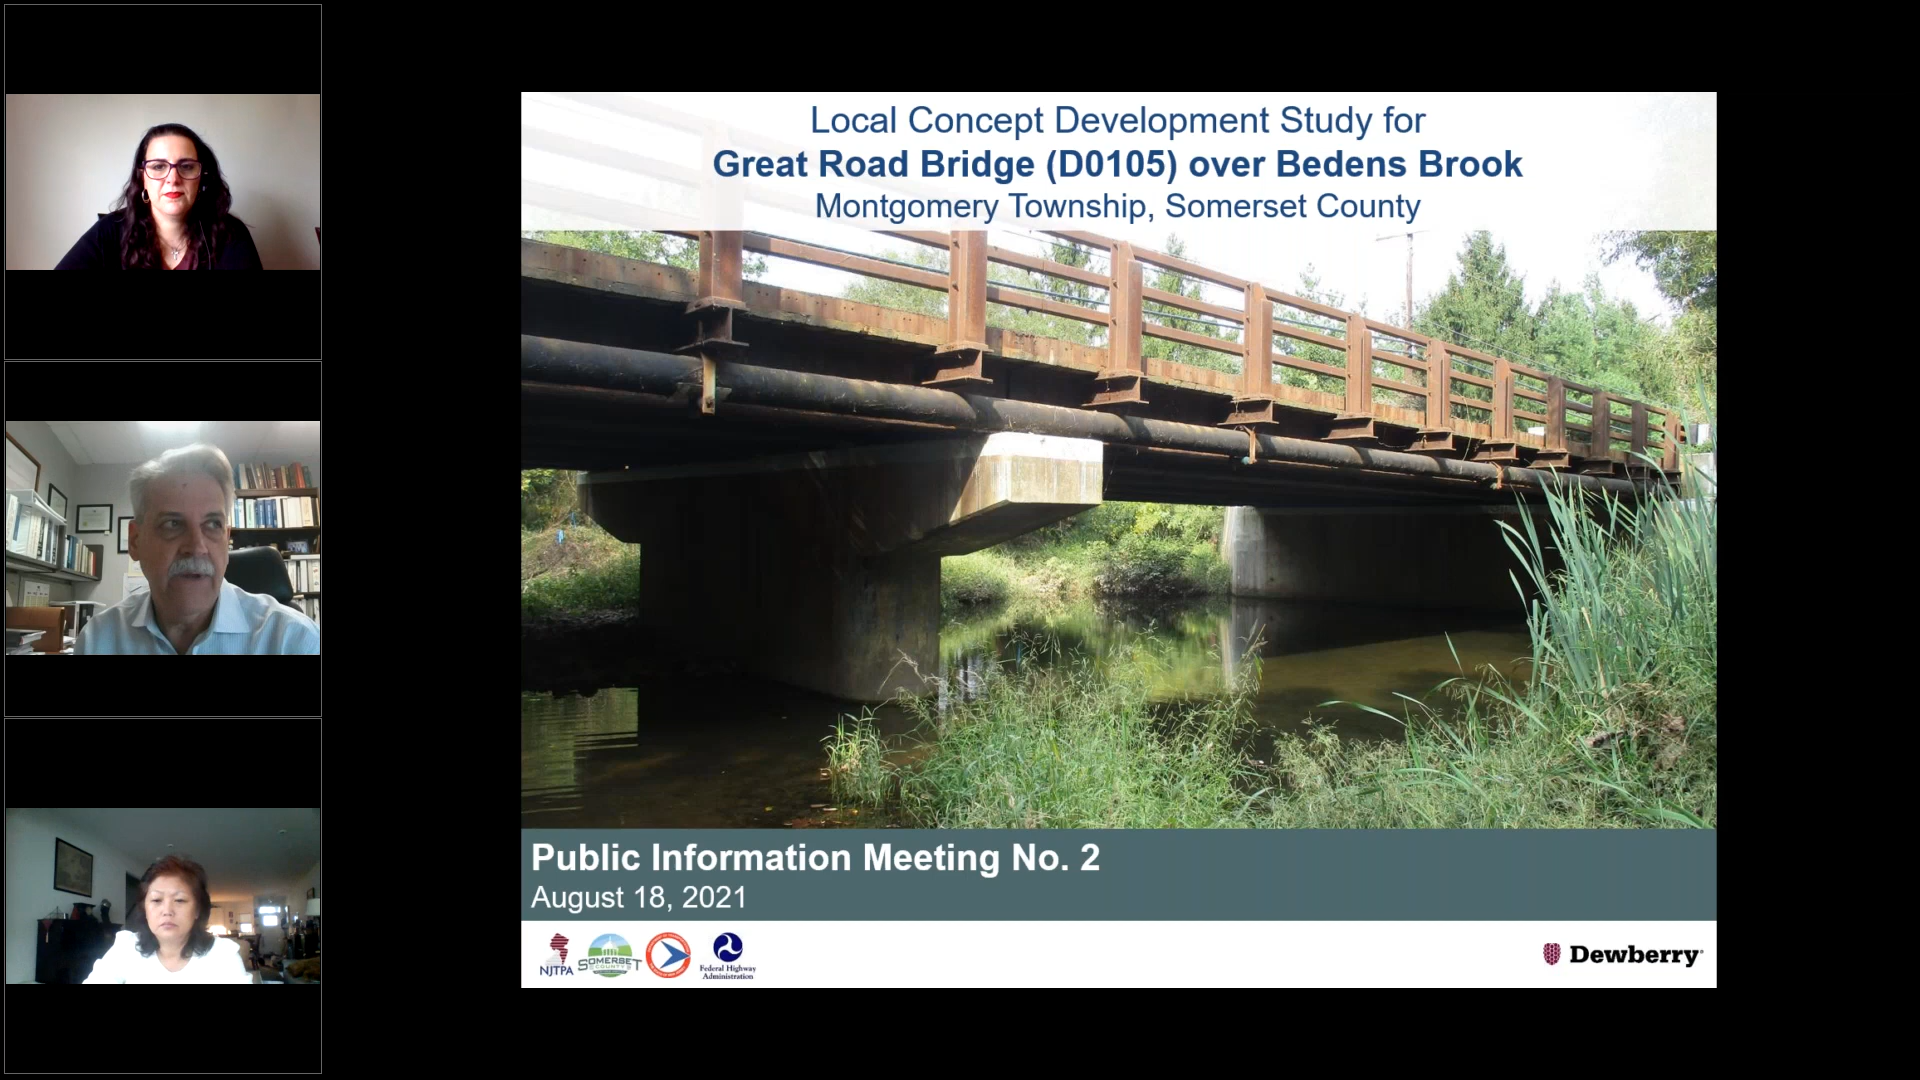 Local Concept Development Study for
Great Road Bridge (D0105) over Bedens Brook
Montgomery Township, Somerset County
Public Information Meeting No. 2
August 18, 2021
NJTPA
SOMERSET
COUNTY
Federal Highway
Administration
Dewberry